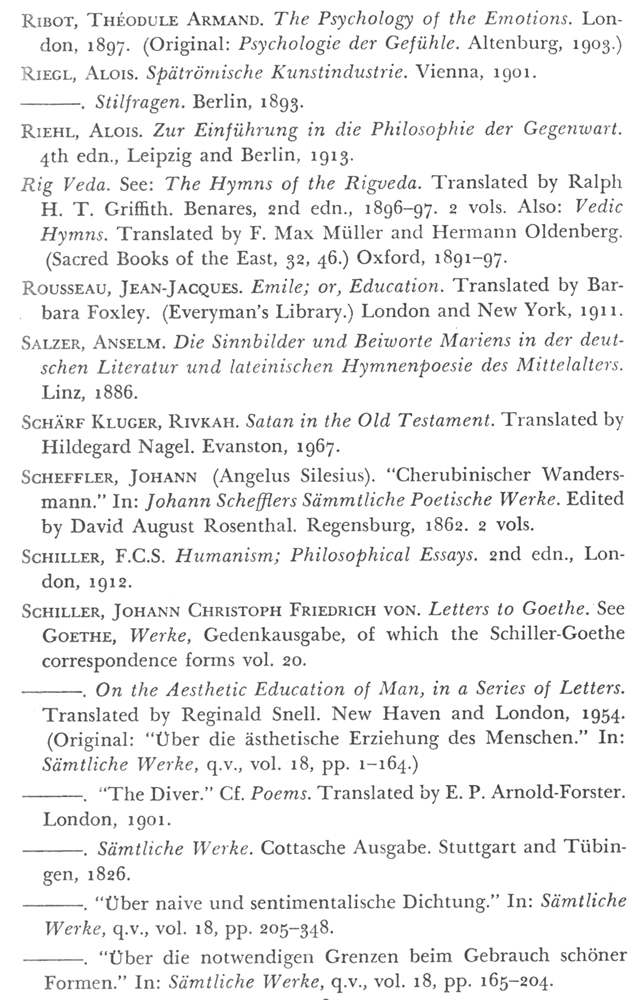 RIBOT, THÉODULE ARMAND. The Psychology of the Emotions. Lon-
don, 1897. (Original: Psychologie der Gefühle. Altenburg, 1903.)
RIEGL, ALOIS. Spätrömische Kunstindustrie. Vienna, 1901.
———. Stilfragen. Berlin, 1893.
RIEHL, ALOIS. Zur Einführung in die Philosophie der Gegenwart.
4th edn., Leipzig and Berlin, 1913.
Rig Veda. See: The Hymns of the Rigveda. Translated by Ralph
H. T. Griffith. Benares, 2nd edn., 1896–97. 2 vols. Also: Vedic
Hymns. Translated by F. Max Müller and Hermann Oldenberg.
(Sacred Books of the East, 32, 46.) Oxford, 1891–97.
ROUSSEAU, JEAN-JACQUES. Emile; or, Education. Translated by Bar-
bara Foxley. (Everyman's Library.) London and New York, 1911.
SALZER, ANSELM. Die Sinnbilder und Beiworte Mariens in der deut-
schen Literatur und lateinischen Hymnenpoesie des Mittelalters.
Linz, 1886.
SCHÄRF KLUGER, RIVKAH. Satan in the Old Testament. Translated by
Hildegard Nagel. Evanston, 1967.
SCHEFFLER, JOHANN (Angelus Silesius). "Cherubinischer Wanders-
mann." In: Johann Schefflers Sämmtliche Poetische Werke. Edited
by David August Rosenthal. Regensburg, 1862. 2 vols.
SCHILLER, F.C.S. Humanism; Philosophical Essays. 2nd edn., Lon-
don, 1912.
SCHILLER, JOHANN CHRISTOPH FRIEDRICH VON. Letters to Goethe. See
GOETHE, Werke, Gedenkausgabe, of which the Schiller-Goethe
correspondence forms vol. 20.
———. On the Aesthetic Education of Man, in a Series of Letters.
Translated by Reginald Snell. New Haven and London, 1954.
(Original: "Über die ästhetische Erziehung des Menschen." In:
Sämtliche Werke, q.v., vol. 18, pp. 1–164.)
———. "The Diver." Cf. Poems. Translated by E. P. Arnold-Forster.
London, 1901.
———. Sämtliche Werke. Cottasche Ausgabe. Stuttgart and Tübin-
gen, 1826.
———. "Über naive und sentimentalische Dichtung." In: Sämtliche
Werke, q.v., vol. 18, pp. 205–348.
———. "Über die notwendigen Grenzen beim Gebrauch schöner
Formen." In: Sämtliche Werke, q.v., vol. 18, pp. 165–204.